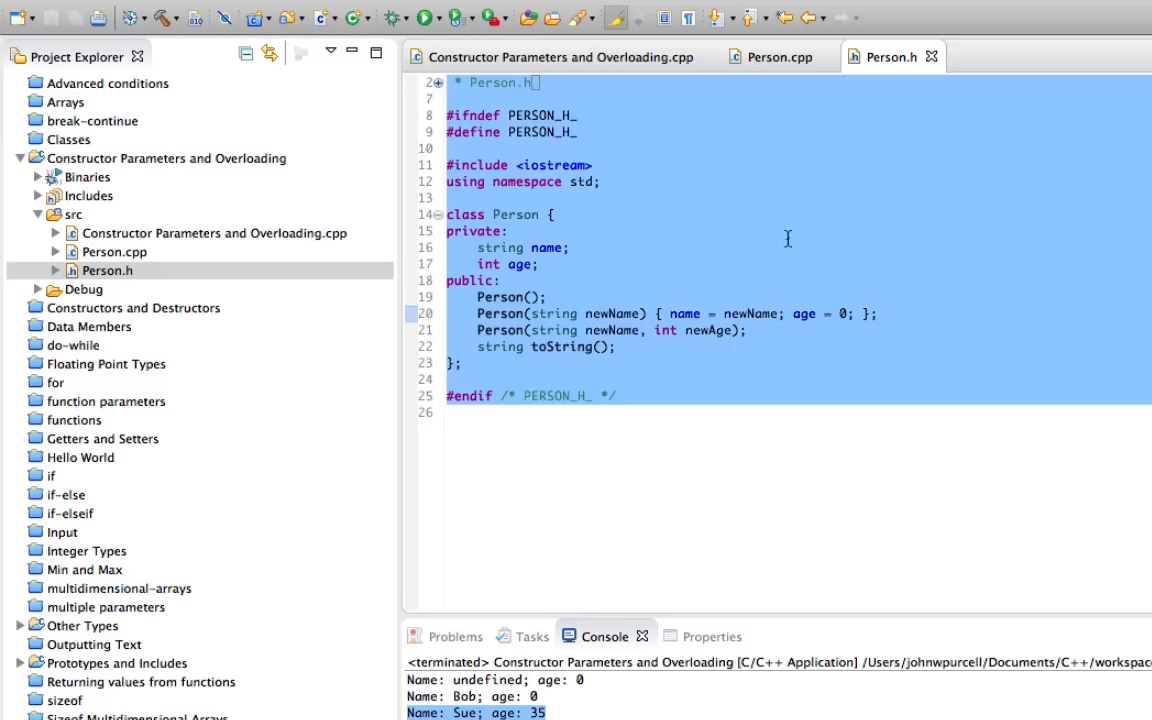 Project Explorer
Advanced conditions
Arrays
break-continue
Classes
Constructor Parameters and Overloading
Binaries
Includes
src
Constructor Parameters and Overloading.cpp
Person.cpp
Person.h
Debug
Constructors and Destructors
Data Members
do-while
Floating Point Types
for
function parameters
functions
Getters and Setters
Hello World
if
if-else
if-elseif
Input
Integer Types
Min and Max
multidimensional-arrays
multiple parameters
Other Types
Outputting Text
Prototypes and Includes
Returning values from functions
sizeof
Sizeof Multidimensional Arrays
Constructor Parameters and Overloading.cpp
Person.cpp
Person.h
2 * Person.h
7
8 #ifndef PERSON_H_
9 #define PERSON_H_
10
11 #include <iostream>
12 using namespace std;
13
14 class Person {
15 private:
16 string name;
17 int age;
18 public:
19 Person();
20 Person(string newName) { name = newName; age = 0; };
21 Person(string newName, int newAge);
22 string toString();
23 };
24
25 #endif /* PERSON_H_ */
26
Problems Tasks Console Properties
<terminated> Constructor Parameters and Overloading [C/C++ Application] /Users/johnwpurcell/Documents/C++/workspac
Name: undefined; age: 0
Name: Bob; age: 0
Name: Sue; age: 35